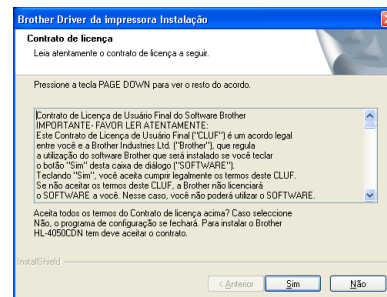 Brother Driver da impressora Instalação
Contrato de licença
Leia atentamente o contrato de licença a seguir.
Pressione a tecla PAGE DOWN para ver o resto do acordo.
Contrato de Licença de Usuário Final do Software Brother
IMPORTANTE- FAVOR LER ATENTAMENTE:
Este Contrato de Licença de Usuário Final ("CLUF") é um acordo legal
entre você e a Brother Industries Ltd. ("Brother"), que regula
a utilização do software Brother que será instalado se você teclar
o botão "Sim" desta caixa de diálogo ("SOFTWARE").
Teclando "Sim", você aceita cumprir legalmente os termos deste CLUF.
Se não aceitar os termos deste CLUF, a Brother não licenciará
o SOFTWARE a você. Nesse caso, você não poderá utilizar o SOFTWARE.
Aceita todos os termos do Contrato de licença acima? Caso seleccione
Não, o programa de configuração se fechará. Para instalar o Brother
HL-4050CDN tem deve aceitar o contrato.
InstallShield
< Anterior
Sim
Não